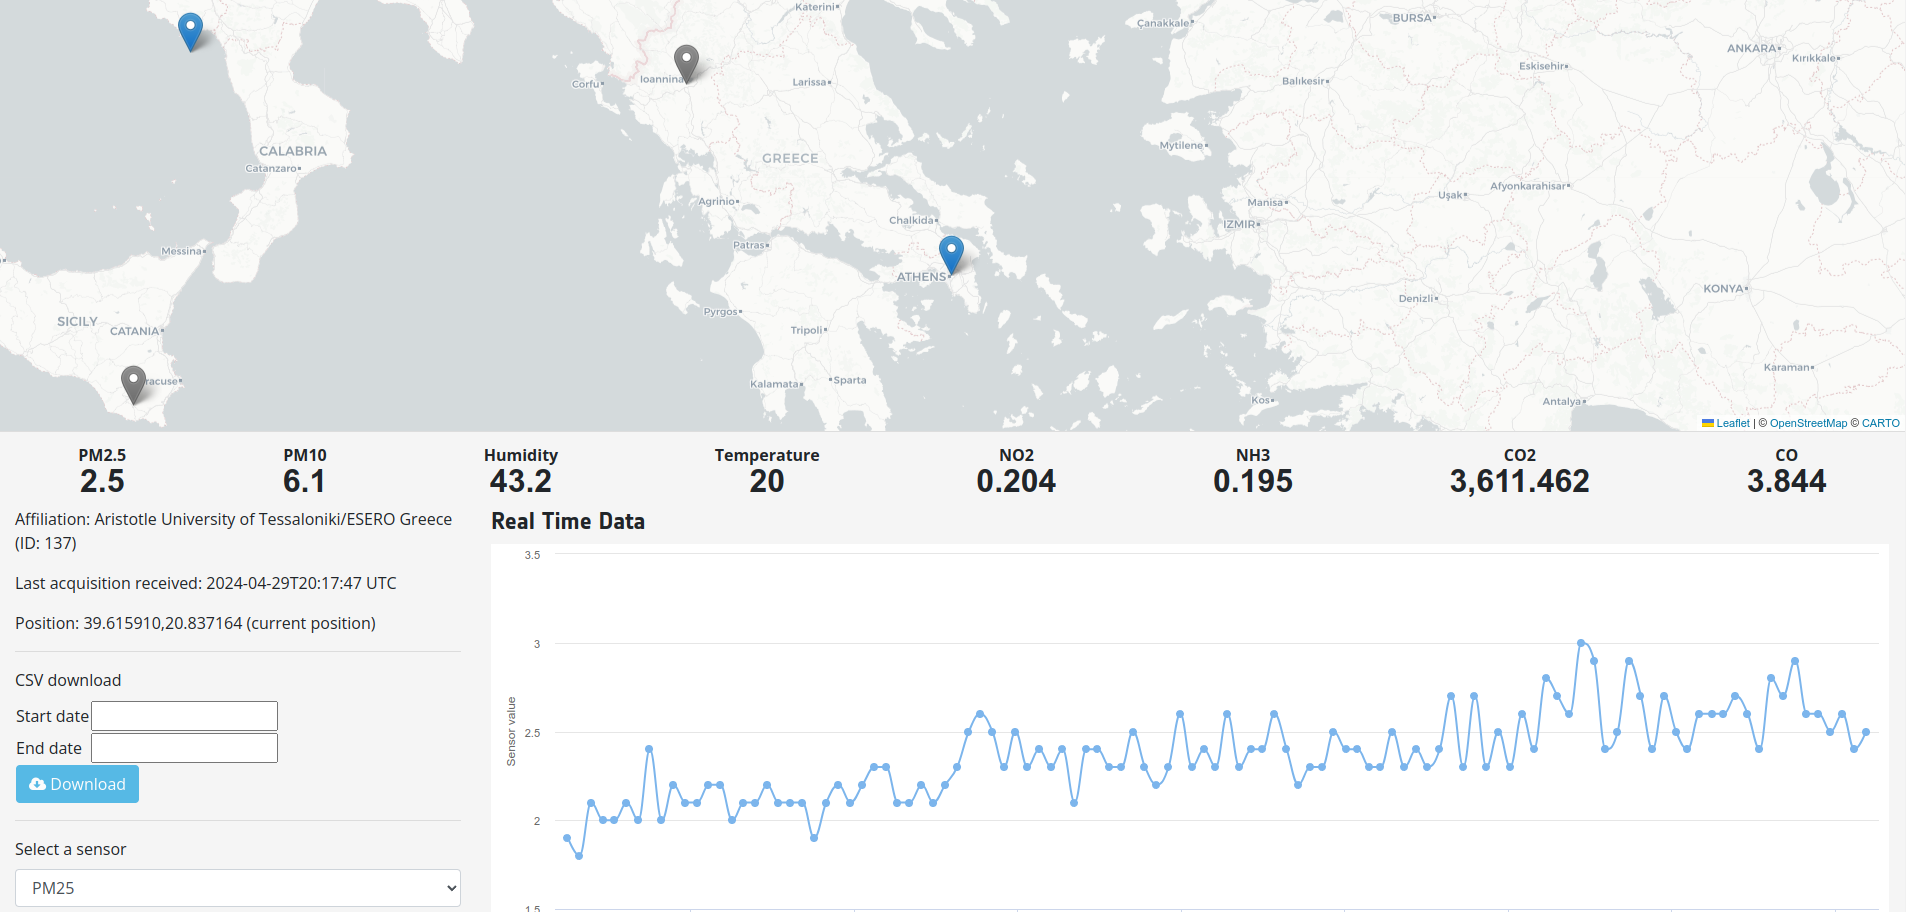 Katerini
Çanakkale
BURSA
ANKARA
Kırıkkale
Eskisehir
Ioannina
Corfu
Larissa
Balıkesir
CALABRIA
Catanzaro
GREECE
Mytilene
Agrinio
Uşak
Afyonkarahisar
Manisa
Chalkida
IZMIR
Messina
Patras
ATHENS
KONYA
Denizli
Pyrgos
SICILY
CATANIA
Tripoli
Karaman
racuse
Kalamata
Sparta
Kos
Antalya
Leaflet | © OpenStreetMap © CARTO
PM2.5 PM10 Humidity Temperature NO2 NH3 CO2 CO
2.5 6.1 43.2 20 0.204 0.195 3,611.462 3.844
Affiliation: Aristotle University of Tessaloniki/ESERO Greece
(ID: 137)
Last acquisition received: 2024-04-29T20:17:47 UTC
Position: 39.615910,20.837164 (current position)
CSV download
Start date
End date
Download
Select a sensor
PM25
Real Time Data
3.5
3
2.5
2
1.5
Sensor value